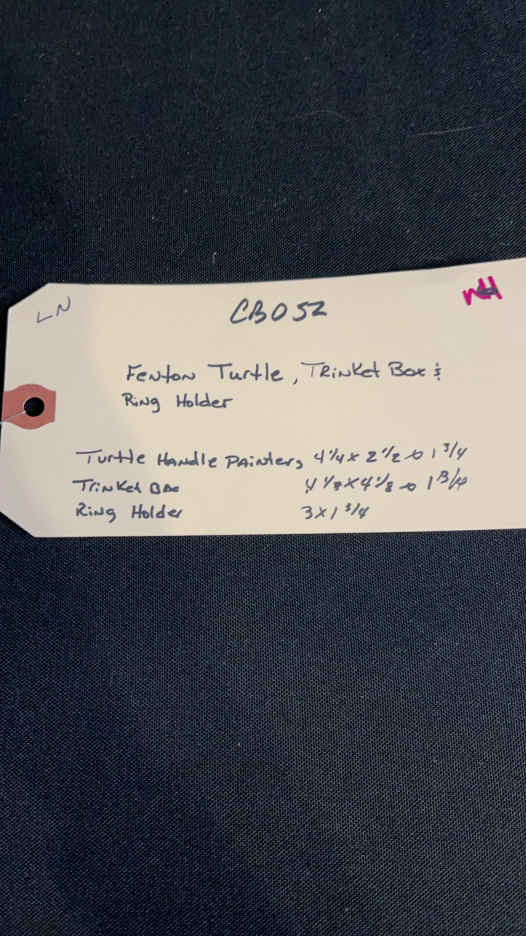 LN
CB052
Fenton Turtle, Trinket Box &
Ring Holder
Turtle Handle Painters 4 1/4 x 2 1/2 to 1 3/4
Trinket Box 4 1/8 x 4 1/8 to 1 3/4
Ring Holder 3 x 1 3/4